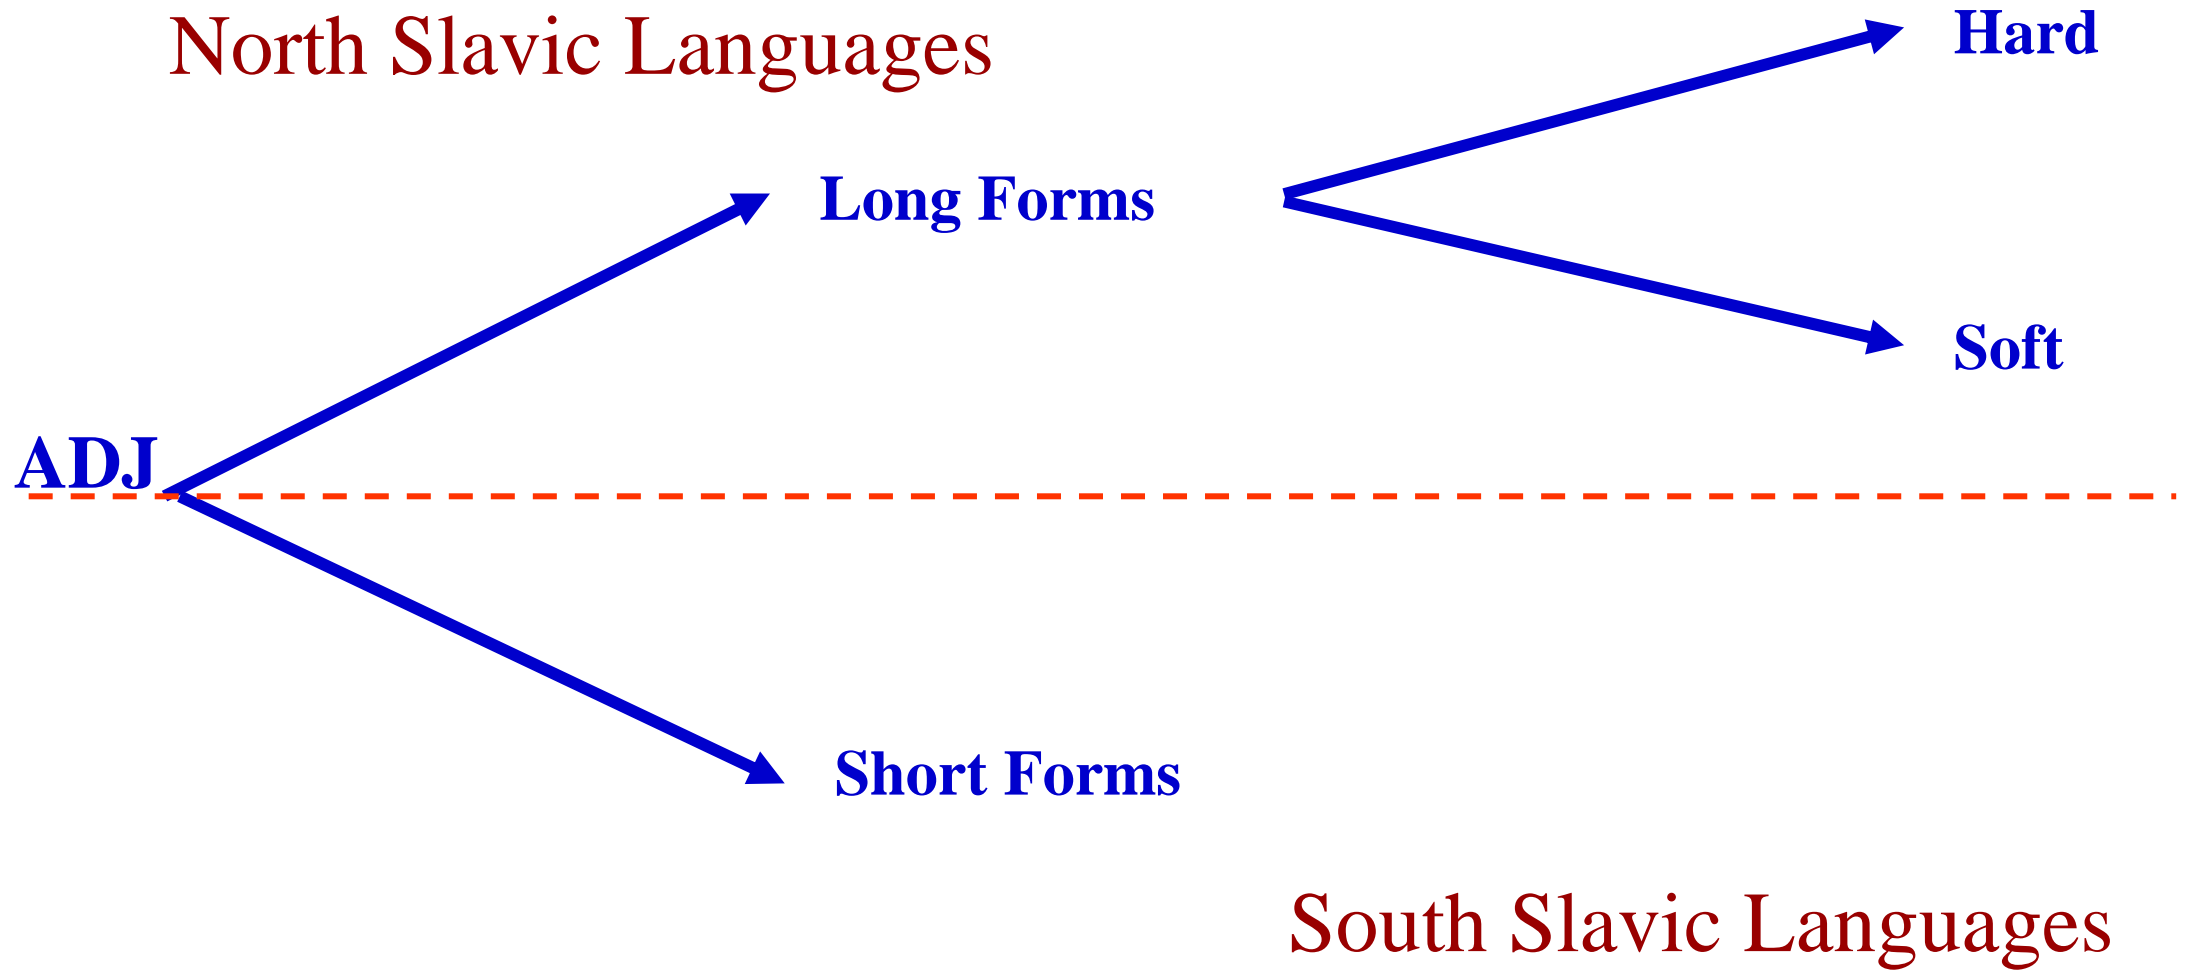 North Slavic Languages
Hard
Long Forms
Soft
ADJ
Short Forms
South Slavic Languages